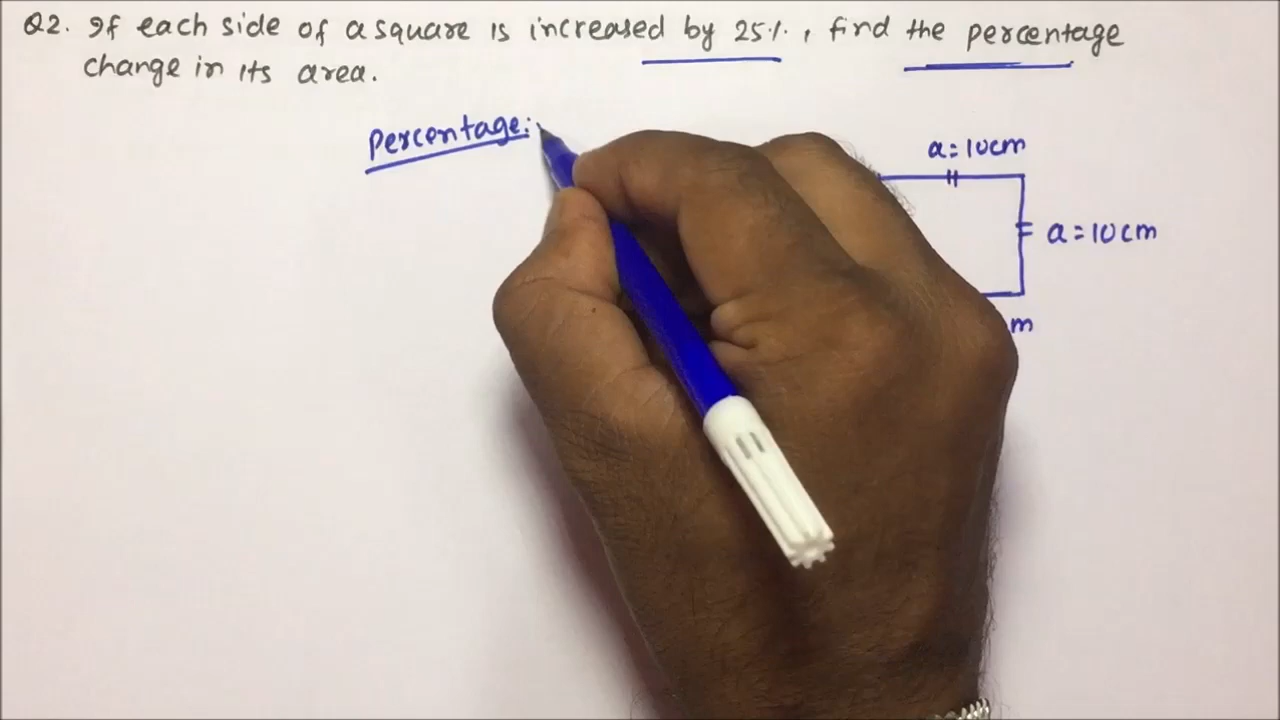 Q2. If each side of a square is increased by 25%, find the percentage
change in its area.
Percentage:
a=10cm
a=10cm
m